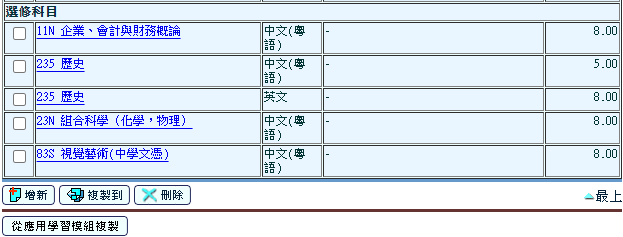 選修科目
11N 企業、會計與財務概論 中文(粵語) - 8.00
235 歷史 中文(粵語) - 5.00
235 歷史 英文 - 8.00
23N 組合科學（化學，物理） 中文(粵語) - 8.00
83S 視覺藝術(中學文憑) 中文(粵語) - 8.00
增新 複製到 刪除 最上
從應用學習模組複製